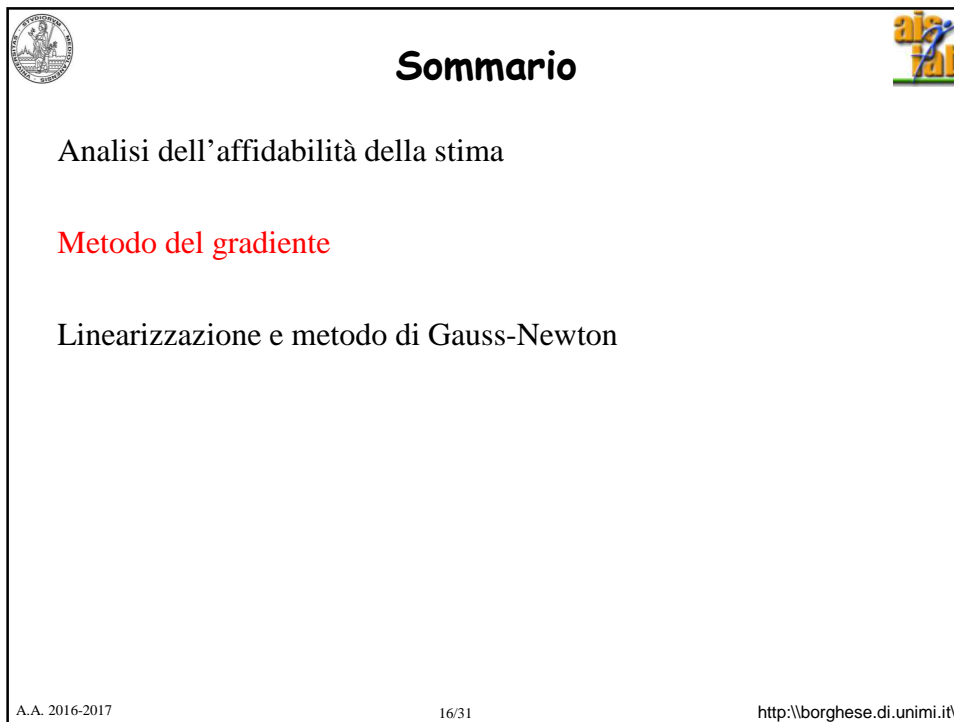 Sommario
Analisi dell'affidabilità della stima
Metodo del gradiente
Linearizzazione e metodo di Gauss-Newton
A.A. 2016-2017
16/31
http:\\borghese.di.unimi.it\